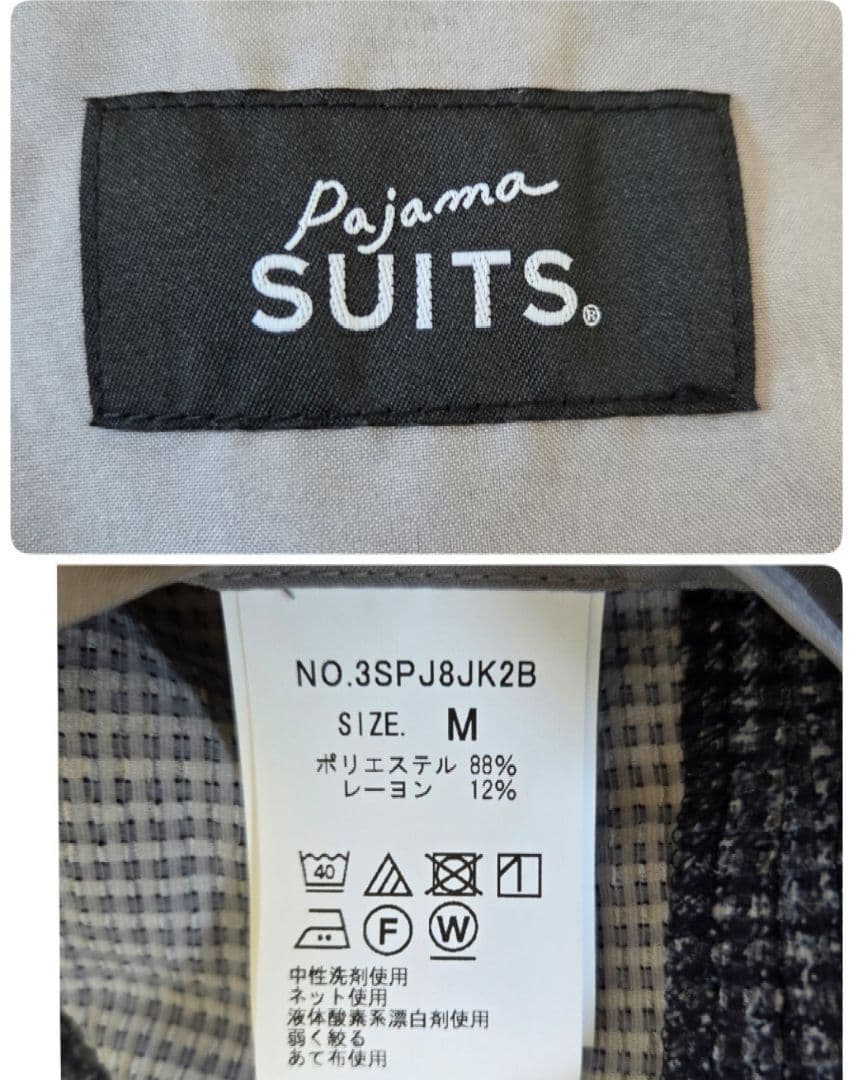 Pajama
SUITS®
NO.3SPJ8JK2B
SIZE. M
ポリエステル 88%
レーヨン 12%
40
F W
中性洗剤使用
ネット使用
液体酸素系漂白剤使用
弱く絞る
あて布使用